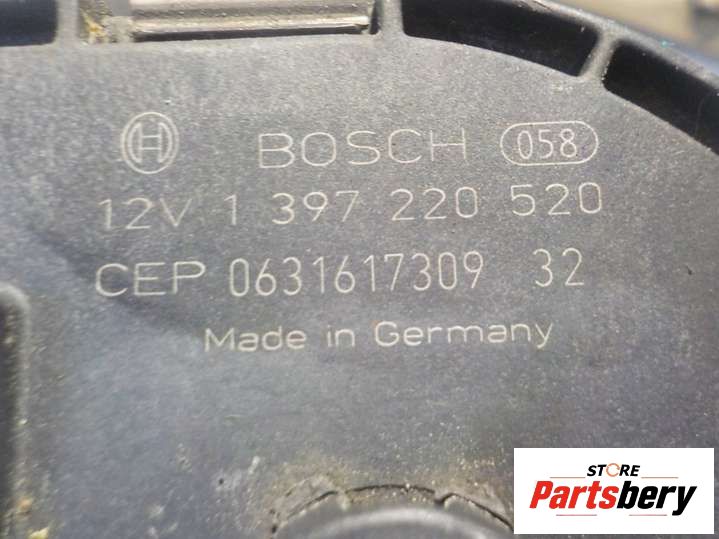 BOSCH 058
12V 1 397 220 520
CEP 0631617309 32
Made in Germany
STORE
Partsbery